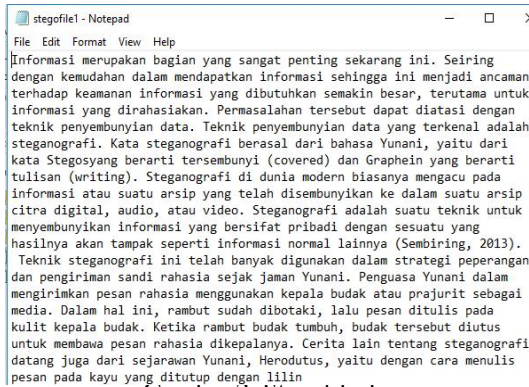 stegofile1 - Notepad
File Edit Format View Help
Informasi merupakan bagian yang sangat penting sekarang ini. Seiring
dengan kemudahan dalam mendapatkan informasi sehingga ini menjadi ancaman
terhadap keamanan informasi yang dibutuhkan semakin besar, terutama untuk
informasi yang dirahasiakan. Permasalahan tersebut dapat diatasi dengan
teknik penyembunyian data. Teknik penyembunyian data yang terkenal adalah
steganografi. Kata steganografi berasal dari bahasa Yunani, yaitu dari
kata Stegosyang berarti tersembunyi (covered) dan Graphein yang berarti
tulisan (writing). Steganografi di dunia modern biasanya mengacu pada
informasi atau suatu arsip yang telah disembunyikan ke dalam suatu arsip
citra digital, audio, atau video. Steganografi adalah suatu teknik untuk
menyembunyikan informasi yang bersifat pribadi dengan sesuatu yang
hasilnya akan tampak seperti informasi normal lainnya (Sembiring, 2013).
Teknik steganografi ini telah banyak digunakan dalam strategi peperangan
dan pengiriman sandi rahasia sejak jaman Yunani. Penguasa Yunani dalam
mengirimkan pesan rahasia menggunakan kepala budak atau prajurit sebagai
media. Dalam hal ini, rambut sudah dibotaki, lalu pesan ditulis pada
kulit kepala budak. Ketika rambut budak tumbuh, budak tersebut diutus
untuk membawa pesan rahasia dikepalanya. Cerita lain tentang steganografi
datang juga dari sejarawan Yunani, Herodutus, yaitu dengan cara menulis
pesan pada kayu yang ditutup dengan lilin